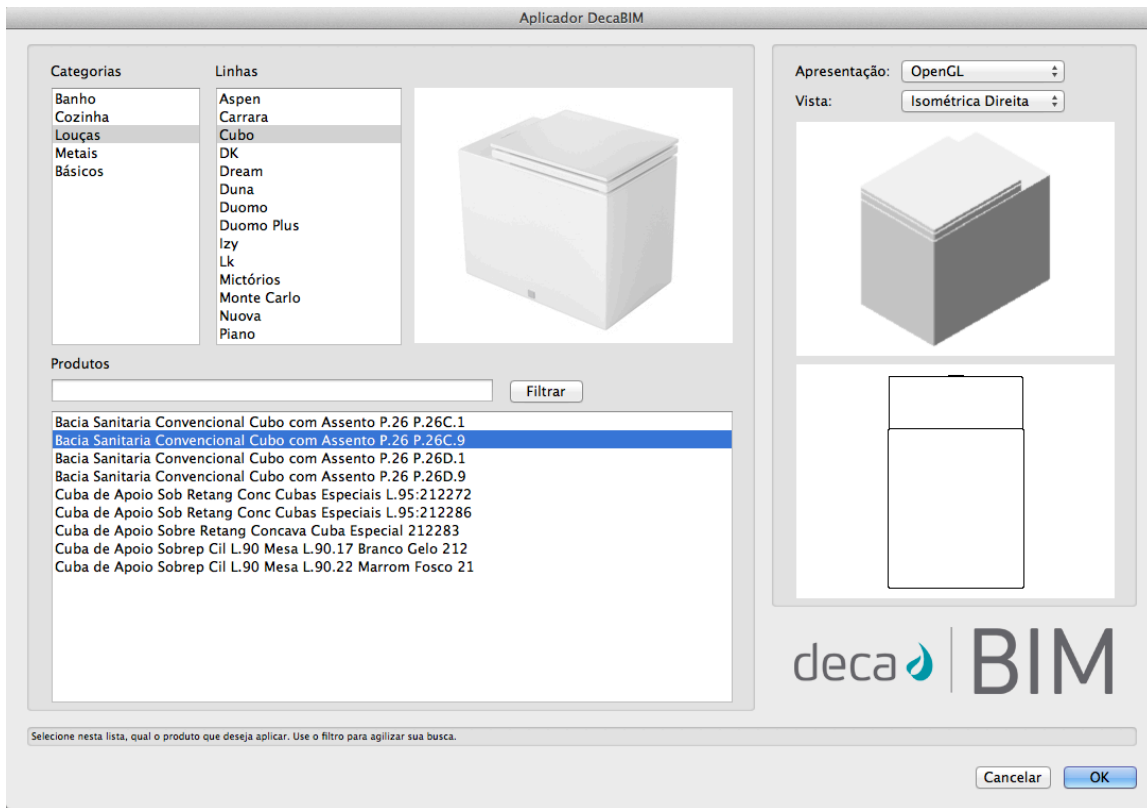 Aplicador DecaBIM
Categorias
Banho
Cozinha
Louças
Metais
Básicos
Linhas
Aspen
Carrara
Cubo
DK
Dream
Duna
Duomo
Duomo Plus
Izy
Lk
Mictórios
Monte Carlo
Nuova
Piano
Produtos
Filtrar
Bacia Sanitaria Convencional Cubo com Assento P.26 P.26C.1
Bacia Sanitaria Convencional Cubo com Assento P.26 P.26C.9
Bacia Sanitaria Convencional Cubo com Assento P.26 P.26D.1
Bacia Sanitaria Convencional Cubo com Assento P.26 P.26D.9
Cuba de Apoio Sob Retang Conc Cubas Especiais L.95:212272
Cuba de Apoio Sob Retang Conc Cubas Especiais L.95:212286
Cuba de Apoio Sobre Retang Concava Cuba Especial 212283
Cuba de Apoio Sobrep Cil L.90 Mesa L.90.17 Branco Gelo 212
Cuba de Apoio Sobrep Cil L.90 Mesa L.90.22 Marrom Fosco 21
Apresentação: OpenGL
Vista: Isométrica Direita
deca BIM
Selecione nesta lista, qual o produto que deseja aplicar. Use o filtro para agilizar sua busca.
Cancelar OK